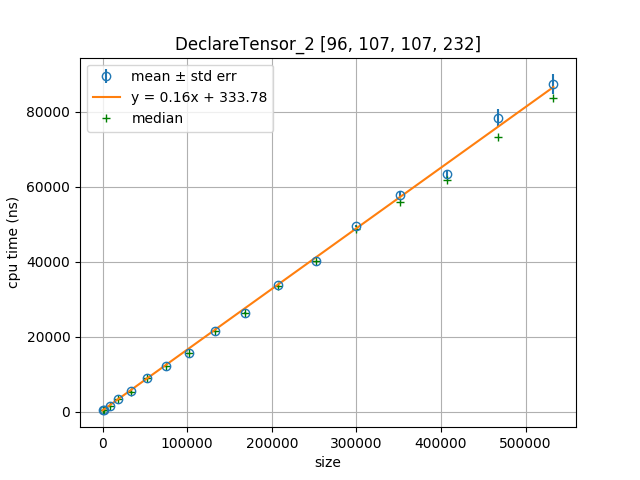 DeclareTensor_2 [96, 107, 107, 232]
mean ± std err
y = 0.16x + 333.78
median
80000
60000
40000
20000
0
cpu time (ns)
0 100000 200000 300000 400000 500000
size